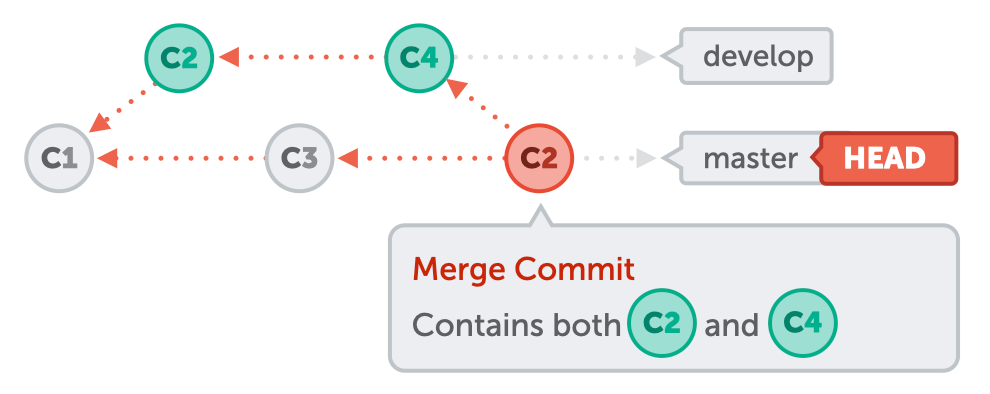 C2 C4 develop
C1 C3 C2 master HEAD
Merge Commit
Contains both C2 and C4